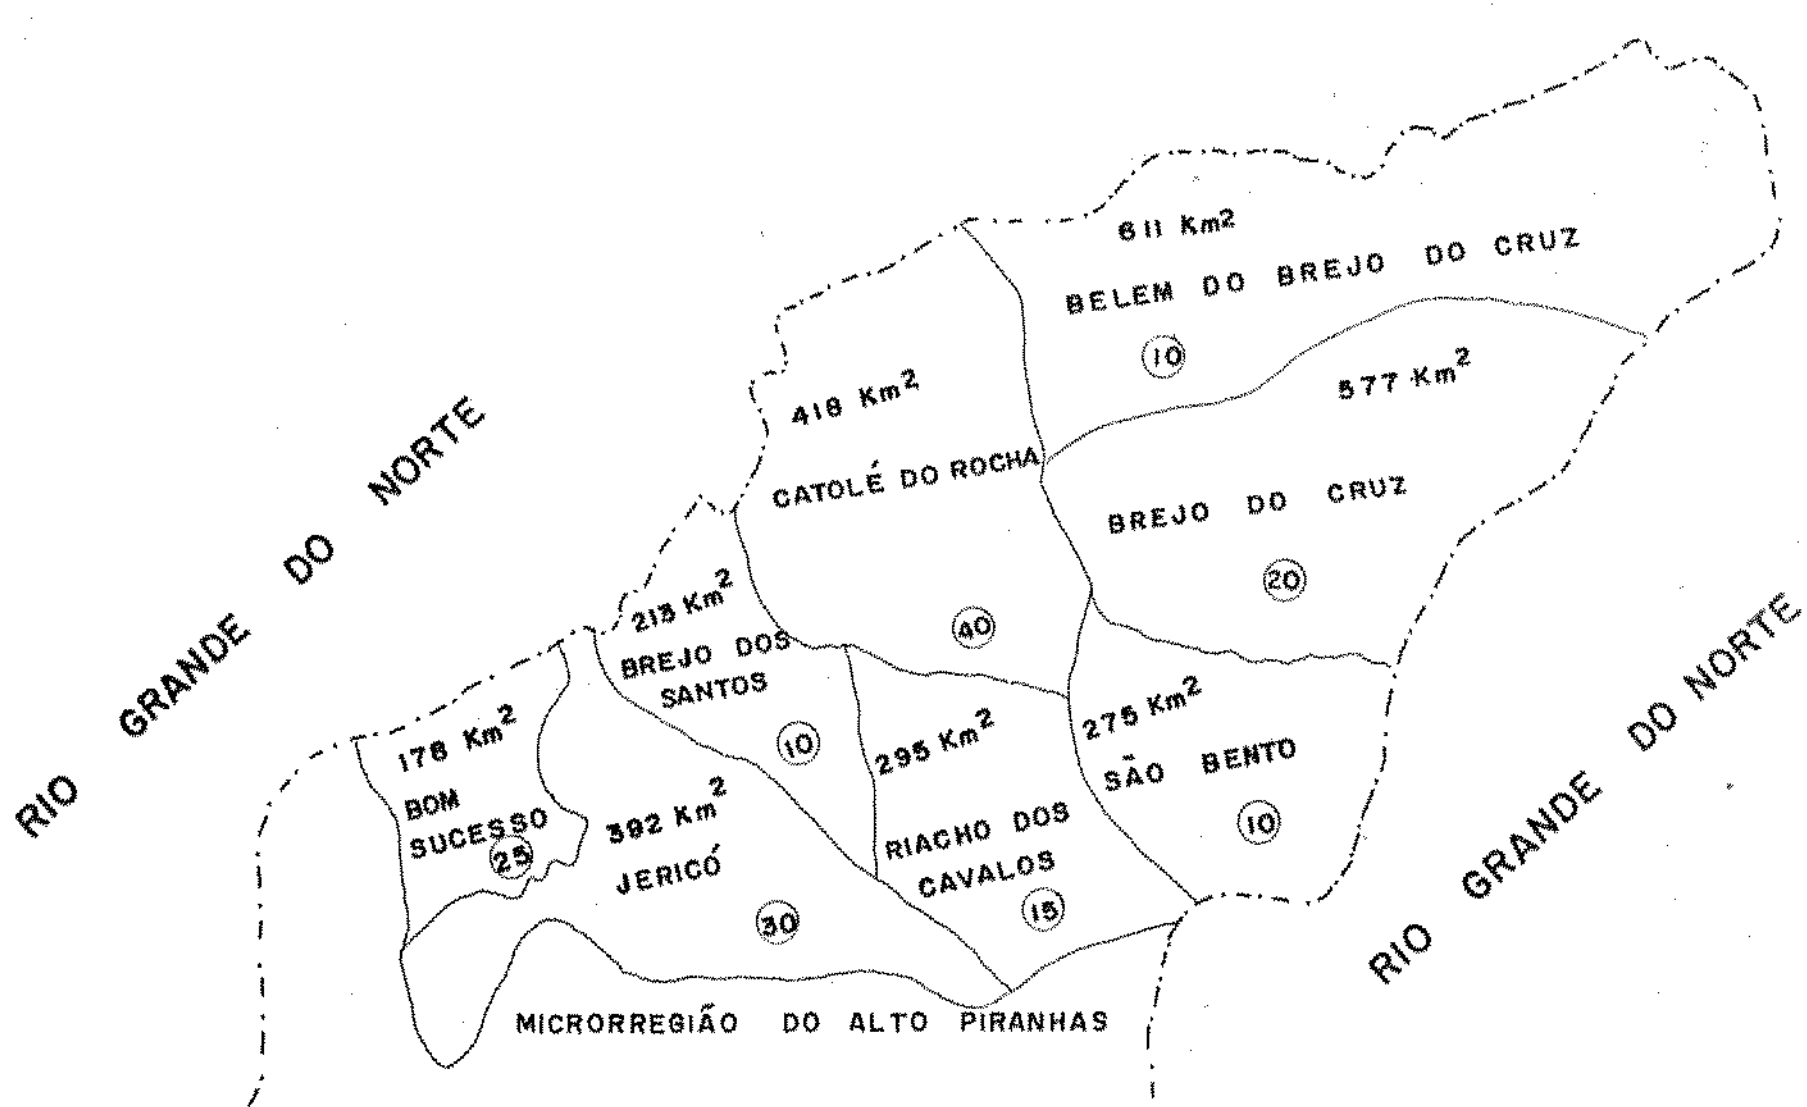 611 Km²
BELEM DO BREJO DO CRUZ
10
577 Km²
418 Km²
CATOLÉ DO ROCHA
BREJO DO CRUZ
20
40
213 Km²
BREJO DOS
SANTOS
10
178 Km²
BOM
SUCESSO
25
392 Km²
JERICÓ
30
295 Km²
RIACHO DOS
CAVALOS
15
275 Km²
SÃO BENTO
10
MICRORREGIÃO DO ALTO PIRANHAS
RIO GRANDE DO NORTE
RIO GRANDE DO NORTE